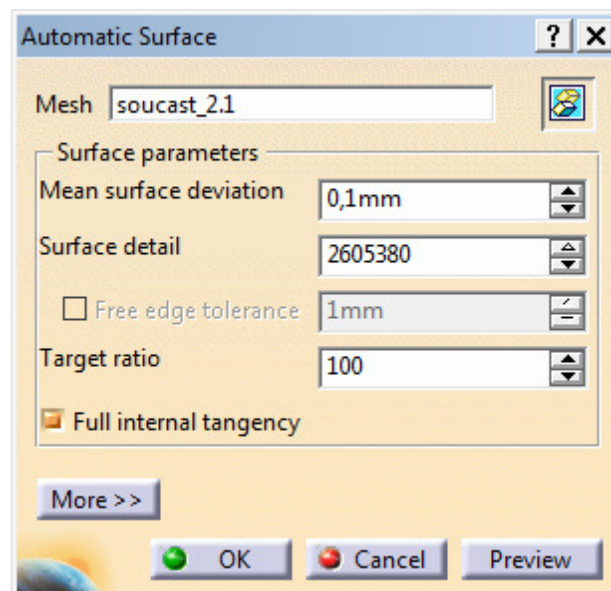 Automatic Surface ? X
Mesh soucast_2.1
Surface parameters
Mean surface deviation 0,1mm
Surface detail 2605380
Free edge tolerance 1mm
Target ratio 100
Full internal tangency
More >>
OK Cancel Preview